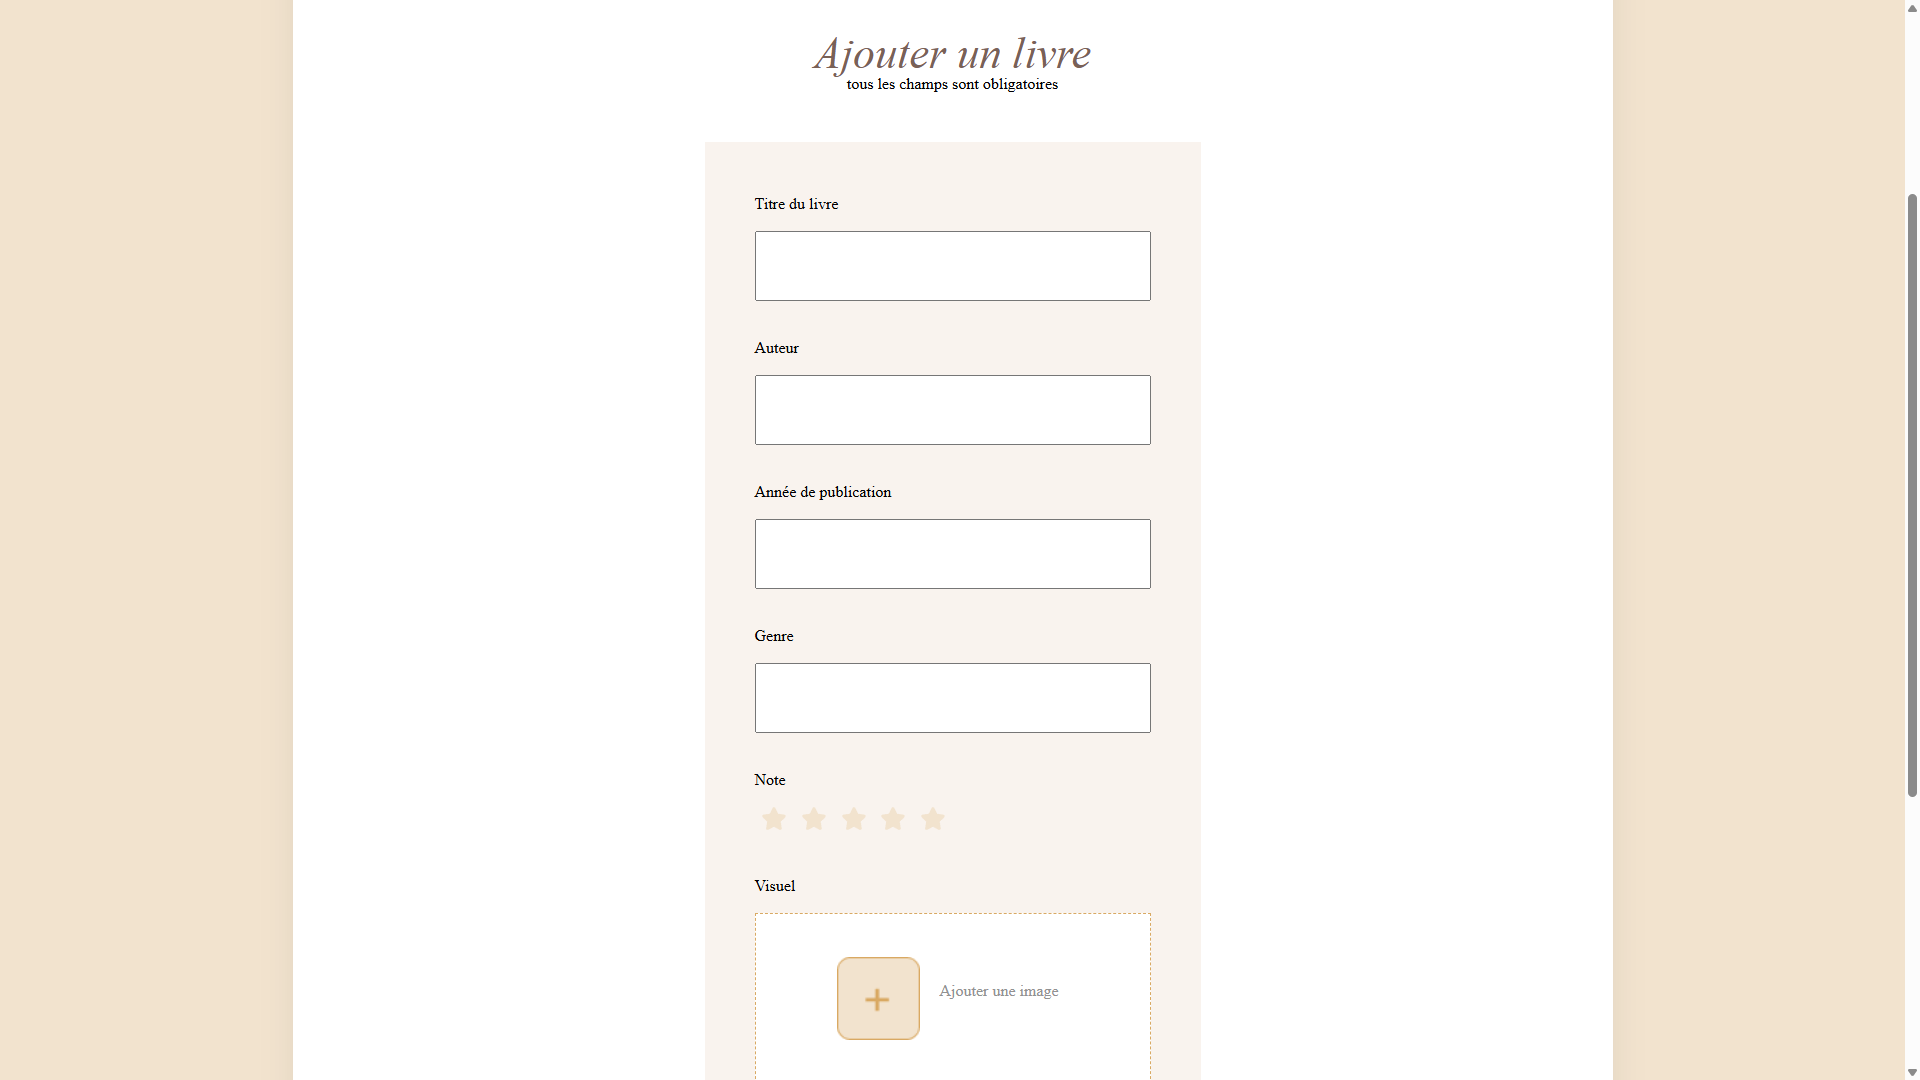 Ajouter un livre
tous les champs sont obligatoires
Titre du livre
Auteur
Année de publication
Genre
Note
Visuel
Ajouter une image